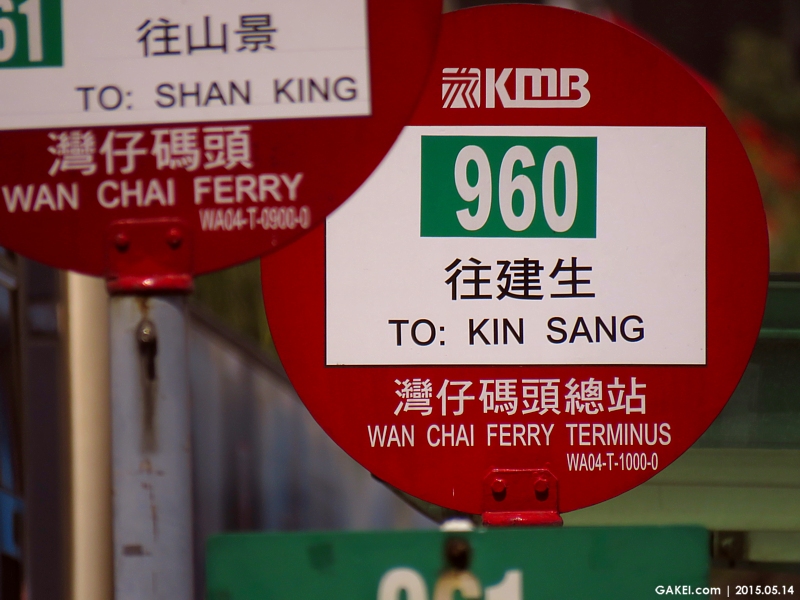 61
往山景
TO: SHAN KING
灣仔碼頭
WAN CHAI FERRY
WA04-T-0900-0
KMB
960
往建生
TO: KIN SANG
灣仔碼頭總站
WAN CHAI FERRY TERMINUS
WA04-T-1000-0
961
GAKEI.com | 2015.05.14